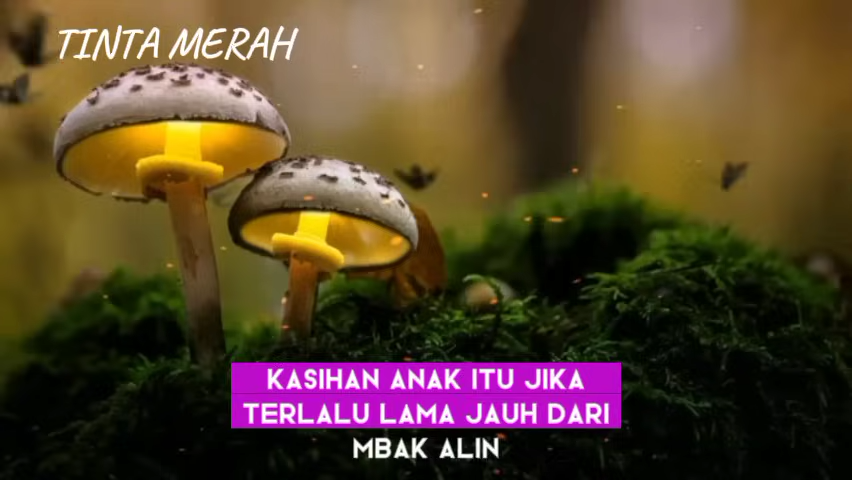 TINTA MERAH
KASIHAN ANAK ITU JIKA
TERLALU LAMA JAUH DARI
MBAK ALIN